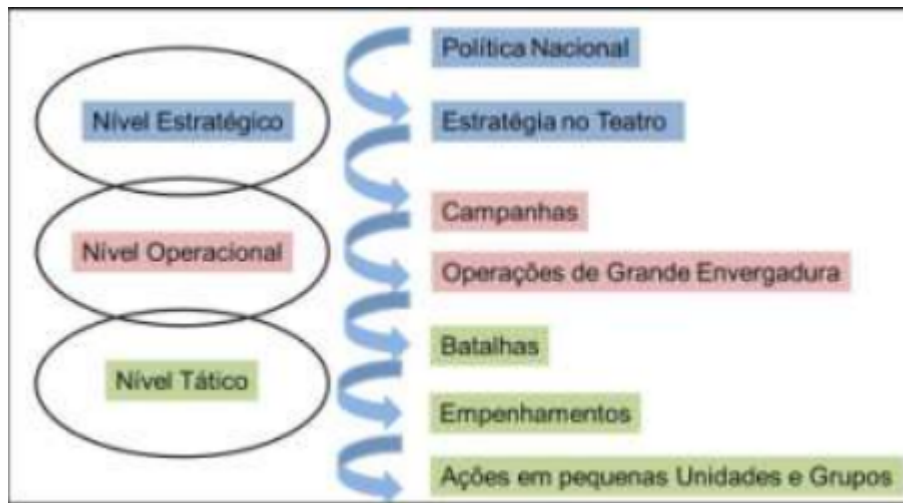 Política Nacional
Nível Estratégico
Estratégia no Teatro
Campanhas
Nível Operacional
Operações de Grande Envergadura
Batalhas
Nível Tático
Empenhamentos
Ações em pequenas Unidades e Grupos